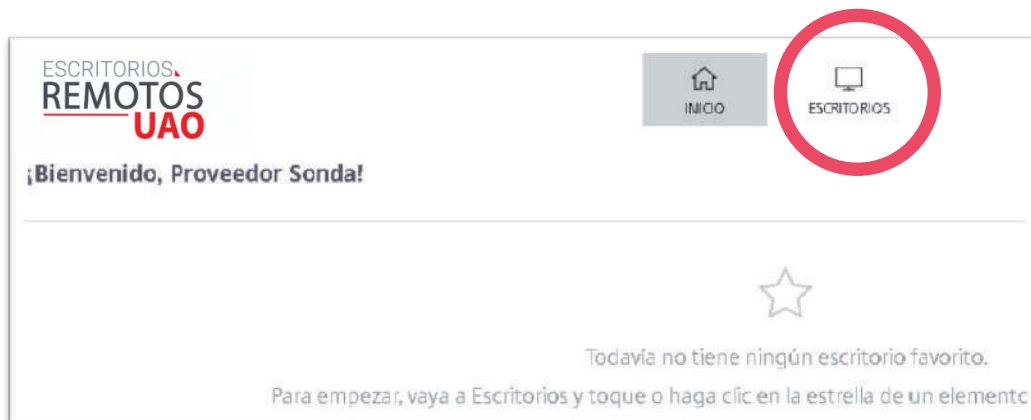 ESCRITORIOS
REMOTOS
UAO
INICIO
ESCRITORIOS
¡Bienvenido, Proveedor Sonda!
Todavía no tiene ningún escritorio favorito.
Para empezar, vaya a Escritorios y toque o haga clic en la estrella de un elemento